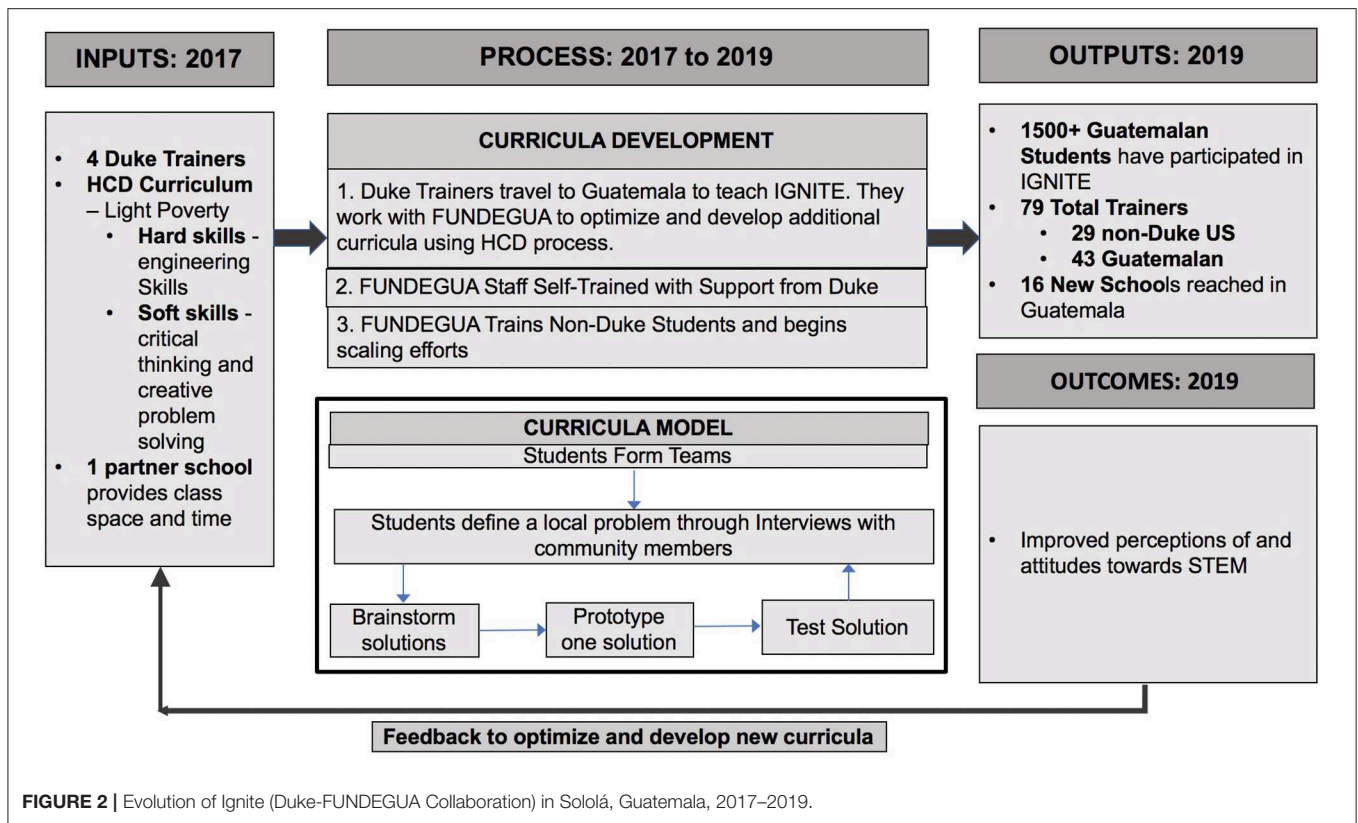 INPUTS: 2017
• 4 Duke Trainers
• HCD Curriculum
– Light Poverty
• Hard skills -
engineering
Skills
• Soft skills -
critical
thinking and
creative
problem
solving
• 1 partner school
provides class
space and time
PROCESS: 2017 to 2019
CURRICULA DEVELOPMENT
1. Duke Trainers travel to Guatemala to teach IGNITE. They
work with FUNDEGUA to optimize and develop additional
curricula using HCD process.
2. FUNDEGUA Staff Self-Trained with Support from Duke
3. FUNDEGUA Trains Non-Duke Students and begins
scaling efforts
CURRICULA MODEL
Students Form Teams
Students define a local problem through Interviews with
community members
Brainstorm
solutions
Prototype
one solution
Test Solution
OUTPUTS: 2019
• 1500+ Guatemalan
Students have participated in
IGNITE
• 79 Total Trainers
• 29 non-Duke US
• 43 Guatemalan
• 16 New Schools reached in
Guatemala
OUTCOMES: 2019
• Improved perceptions of and
attitudes towards STEM
Feedback to optimize and develop new curricula
FIGURE 2 | Evolution of Ignite (Duke-FUNDEGUA Collaboration) in Sololá, Guatemala, 2017–2019.